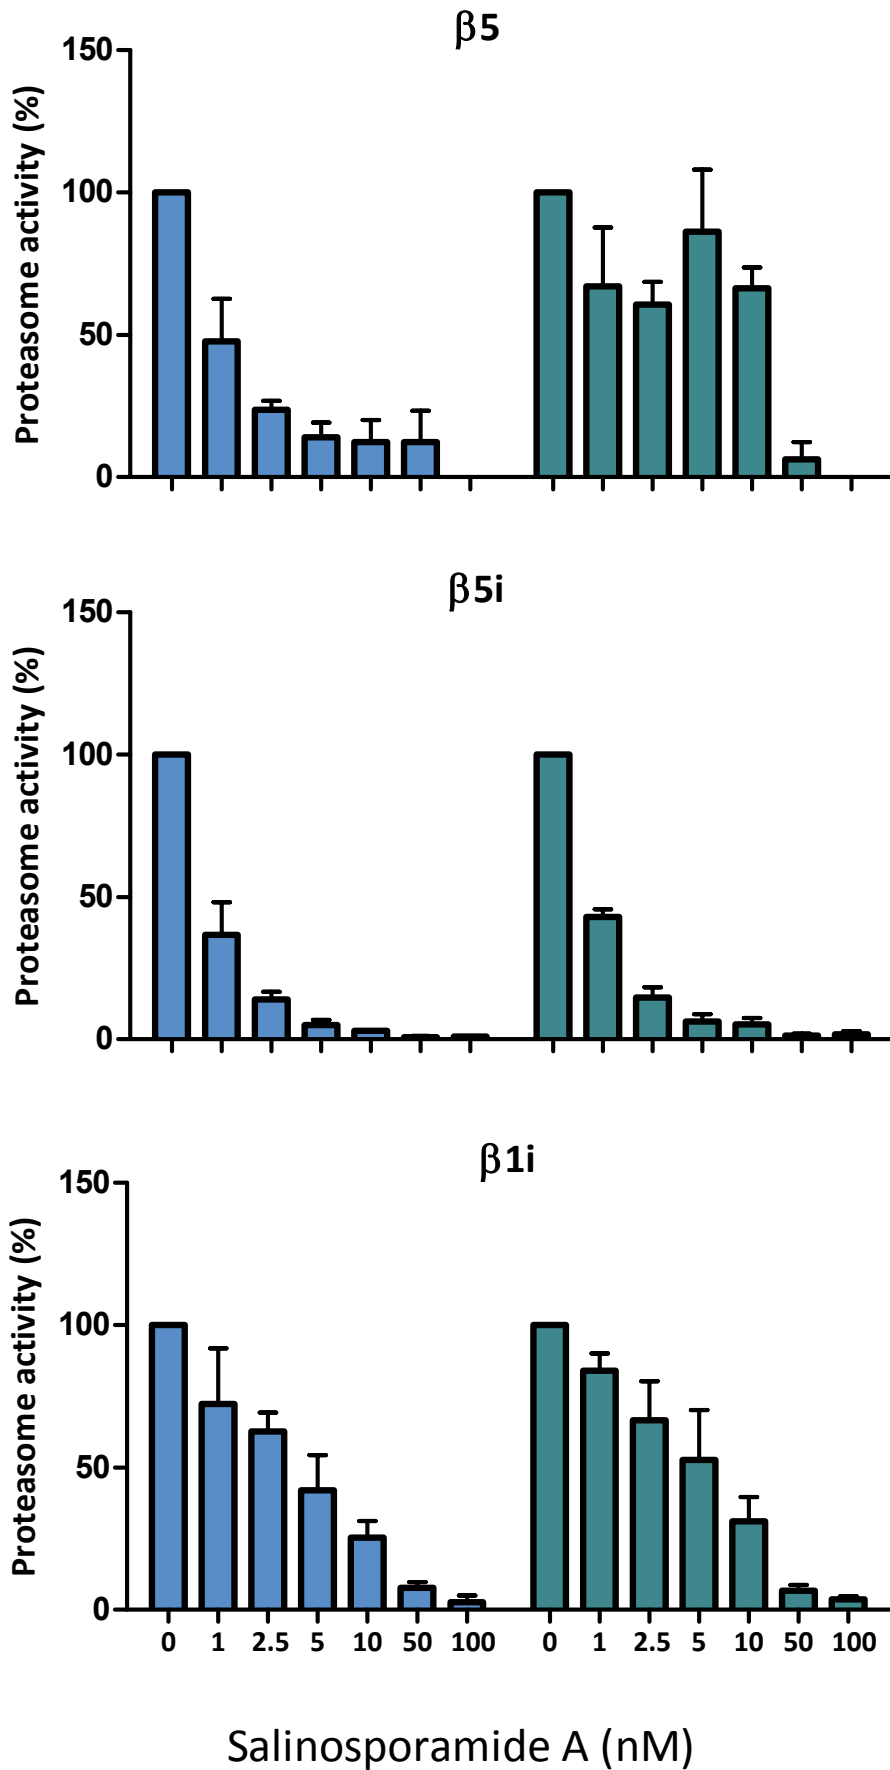 β5
Proteasome activity (%)
150
100
50
0
β5i
Proteasome activity (%)
150
100
50
0
β1i
Proteasome activity (%)
150
100
50
0
0 1 2.5 5 10 50 100 0 1 2.5 5 10 50 100
Salinosporamide A (nM)